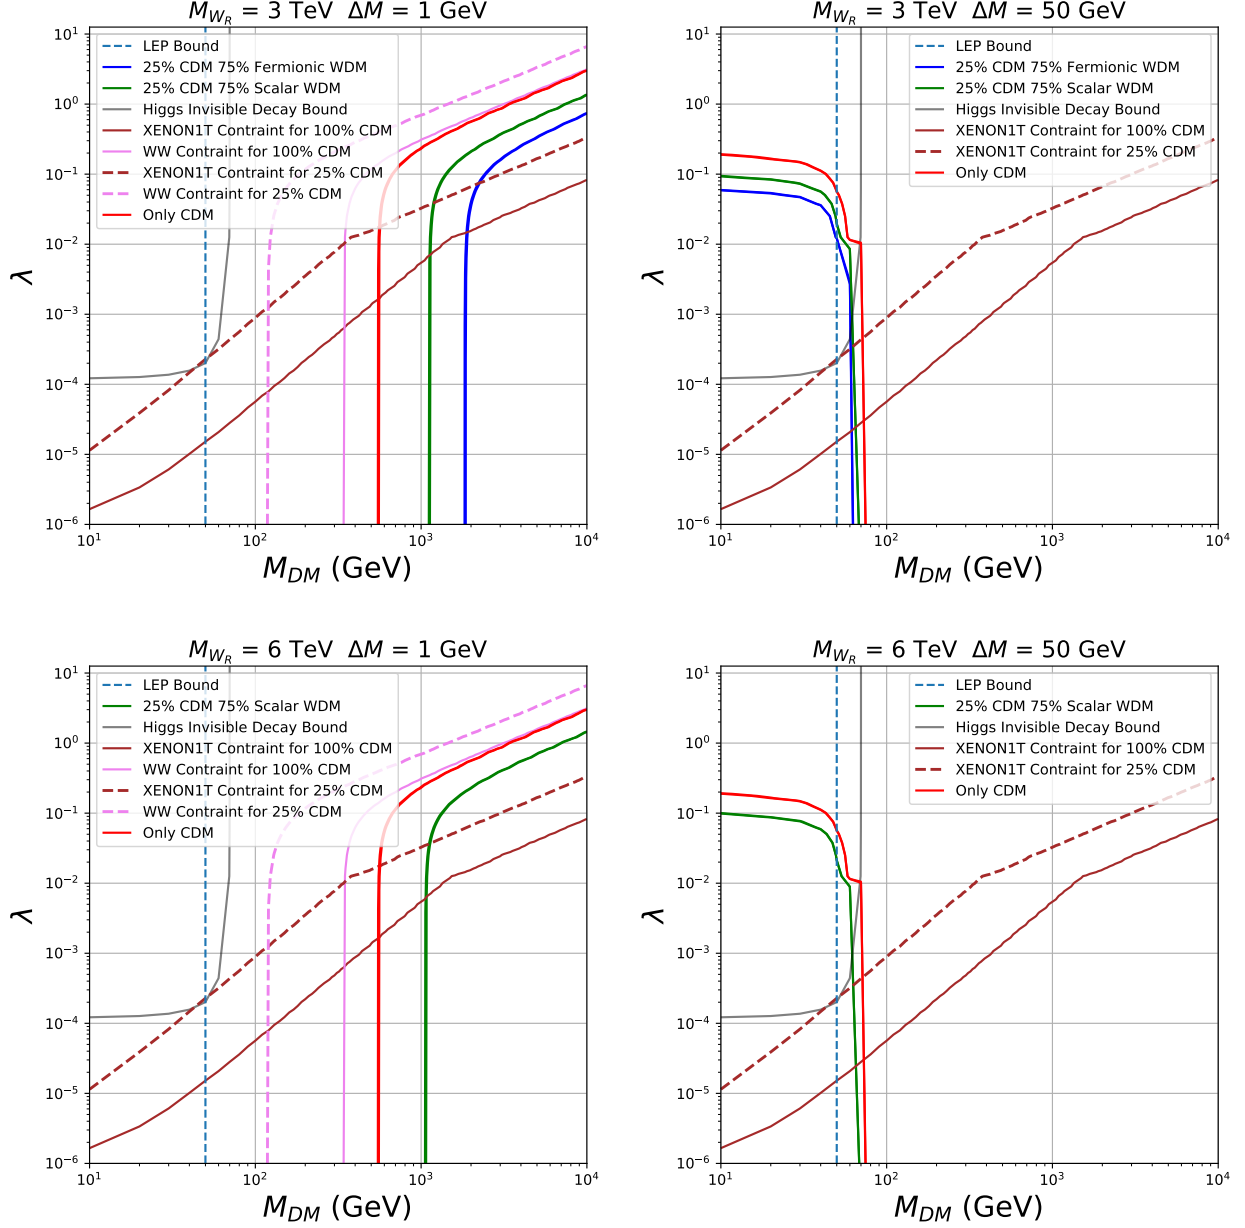 M_{W_R} = 3 TeV ΔM = 1 GeV
10^1
10^0
10^{-1}
10^{-2}
10^{-3}
10^{-4}
10^{-5}
10^{-6}
λ
LEP Bound
25% CDM 75% Fermionic WDM
25% CDM 75% Scalar WDM
Higgs Invisible Decay Bound
XENON1T Contraint for 100% CDM
WW Contraint for 100% CDM
XENON1T Contraint for 25% CDM
WW Contraint for 25% CDM
Only CDM
10^1
10^2
10^3
10^4
M_{DM} (GeV)
M_{W_R} = 3 TeV ΔM = 50 GeV
10^1
10^0
10^{-1}
10^{-2}
10^{-3}
10^{-4}
10^{-5}
10^{-6}
λ
LEP Bound
25% CDM 75% Fermionic WDM
25% CDM 75% Scalar WDM
Higgs Invisible Decay Bound
XENON1T Contraint for 100% CDM
XENON1T Contraint for 25% CDM
Only CDM
10^1
10^2
10^3
10^4
M_{DM} (GeV)
M_{W_R} = 6 TeV ΔM = 1 GeV
10^1
10^0
10^{-1}
10^{-2}
10^{-3}
10^{-4}
10^{-5}
10^{-6}
λ
LEP Bound
25% CDM 75% Scalar WDM
Higgs Invisible Decay Bound
XENON1T Contraint for 100% CDM
WW Contraint for 100% CDM
XENON1T Contraint for 25% CDM
WW Contraint for 25% CDM
Only CDM
10^1
10^2
10^3
10^4
M_{DM} (GeV)
M_{W_R} = 6 TeV ΔM = 50 GeV
10^1
10^0
10^{-1}
10^{-2}
10^{-3}
10^{-4}
10^{-5}
10^{-6}
λ
LEP Bound
25% CDM 75% Scalar WDM
Higgs Invisible Decay Bound
XENON1T Contraint for 100% CDM
XENON1T Contraint for 25% CDM
Only CDM
10^1
10^2
10^3
10^4
M_{DM} (GeV)